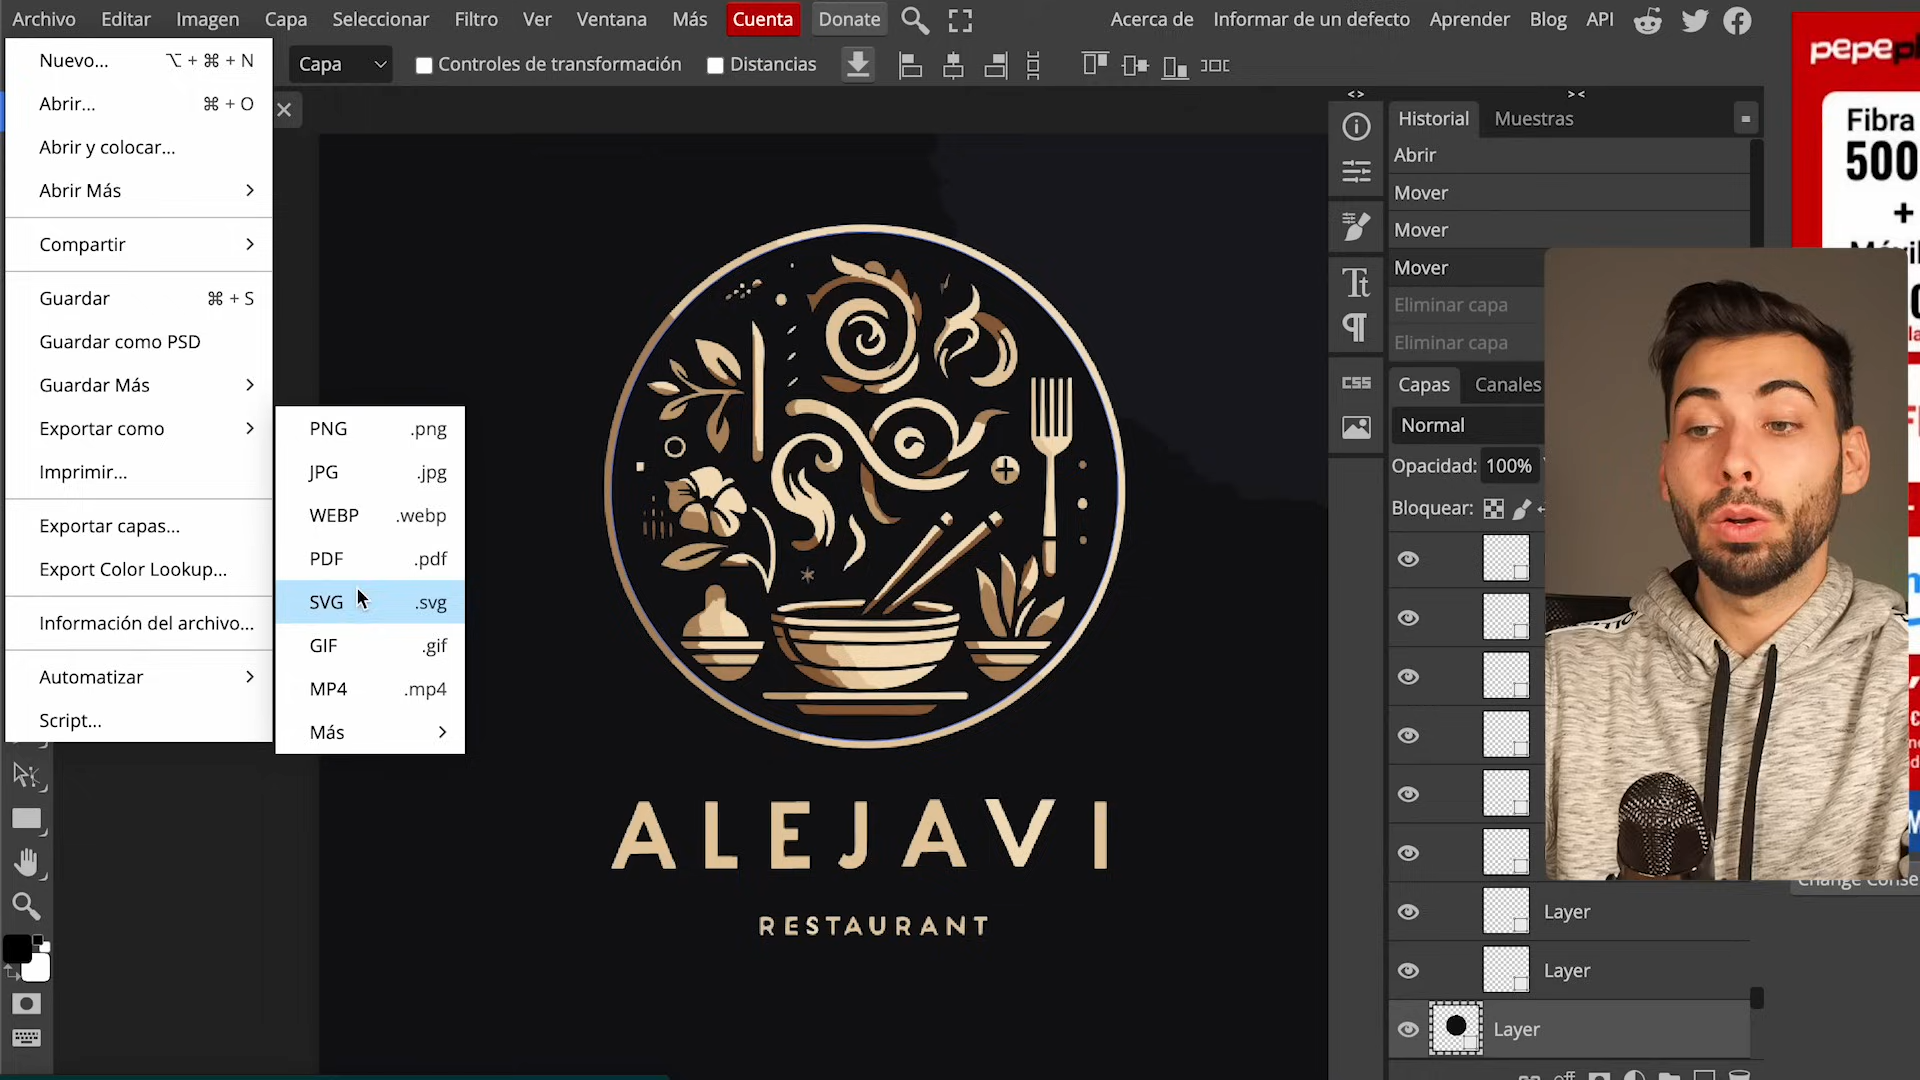 Archivo Editar Imagen Capa Seleccionar Filtro Ver Ventana Más Cuenta Donate Acerca de Informar de un defecto Aprender Blog API
Capa Controles de transformación Distancias
Nuevo... ⌥ + ⌘ + N
Abrir... ⌘ + O
Abrir y colocar...
Abrir Más
Compartir
Guardar ⌘ + S
Guardar como PSD
Guardar Más
Exportar como
Imprimir...
Exportar capas...
Export Color Lookup...
Información del archivo...
Automatizar
Script...
PNG .png
JPG .jpg
WEBP .webp
PDF .pdf
SVG .svg
GIF .gif
MP4 .mp4
Más
ALEJAVI
RESTAURANT
CSS
Historial Muestras
Abrir
Mover
Mover
Mover
Eliminar capa
Eliminar capa
Capas Canales
Normal
Opacidad: 100%
Bloquear:
Layer
Layer
Layer
pepep
Fibra
500
+